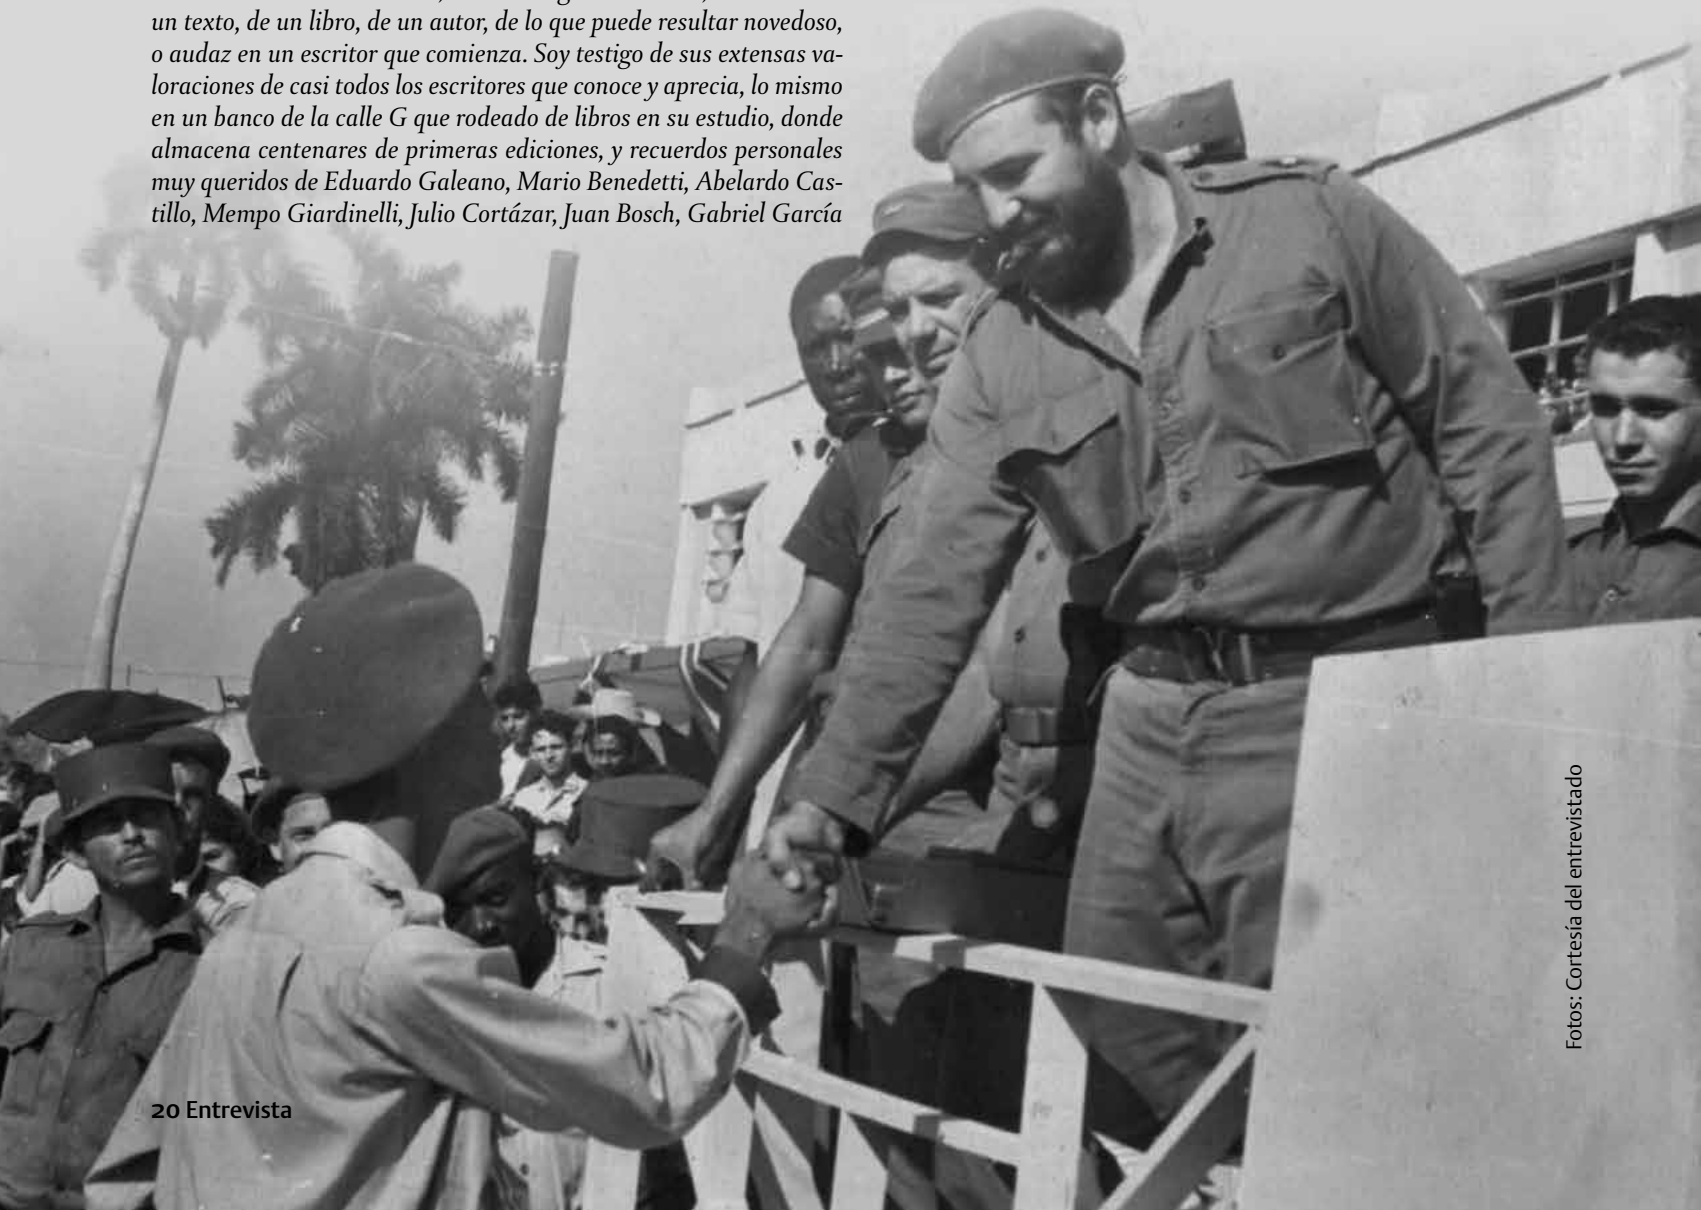 un texto, de un libro, de un autor, de lo que puede resultar novedoso,
o audaz en un escritor que comienza. Soy testigo de sus extensas va-
loraciones de casi todos los escritores que conoce y aprecia, lo mismo
en un banco de la calle G que rodeado de libros en su estudio, donde
almacena centenares de primeras ediciones, y recuerdos personales
muy queridos de Eduardo Galeano, Mario Benedetti, Abelardo Cas-
tillo, Mempo Giardinelli, Julio Cortázar, Juan Bosch, Gabriel García
Fotos: Cortesía del entrevistado
20 Entrevista